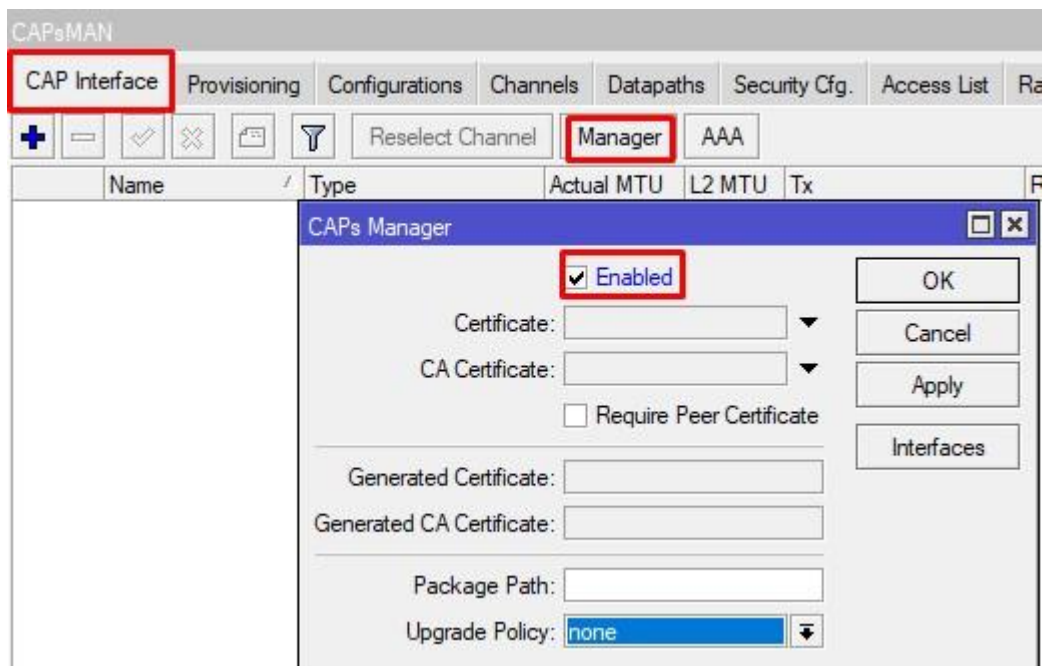 CAPsMAN
CAP Interface Provisioning Configurations Channels Datapaths Security Cfg. Access List Ra
Reselect Channel Manager AAA
Name / Type Actual MTU L2 MTU Tx R
CAPs Manager
Enabled
OK
Certificate:
Cancel
CA Certificate:
Apply
Require Peer Certificate
Interfaces
Generated Certificate:
Generated CA Certificate:
Package Path:
Upgrade Policy: none